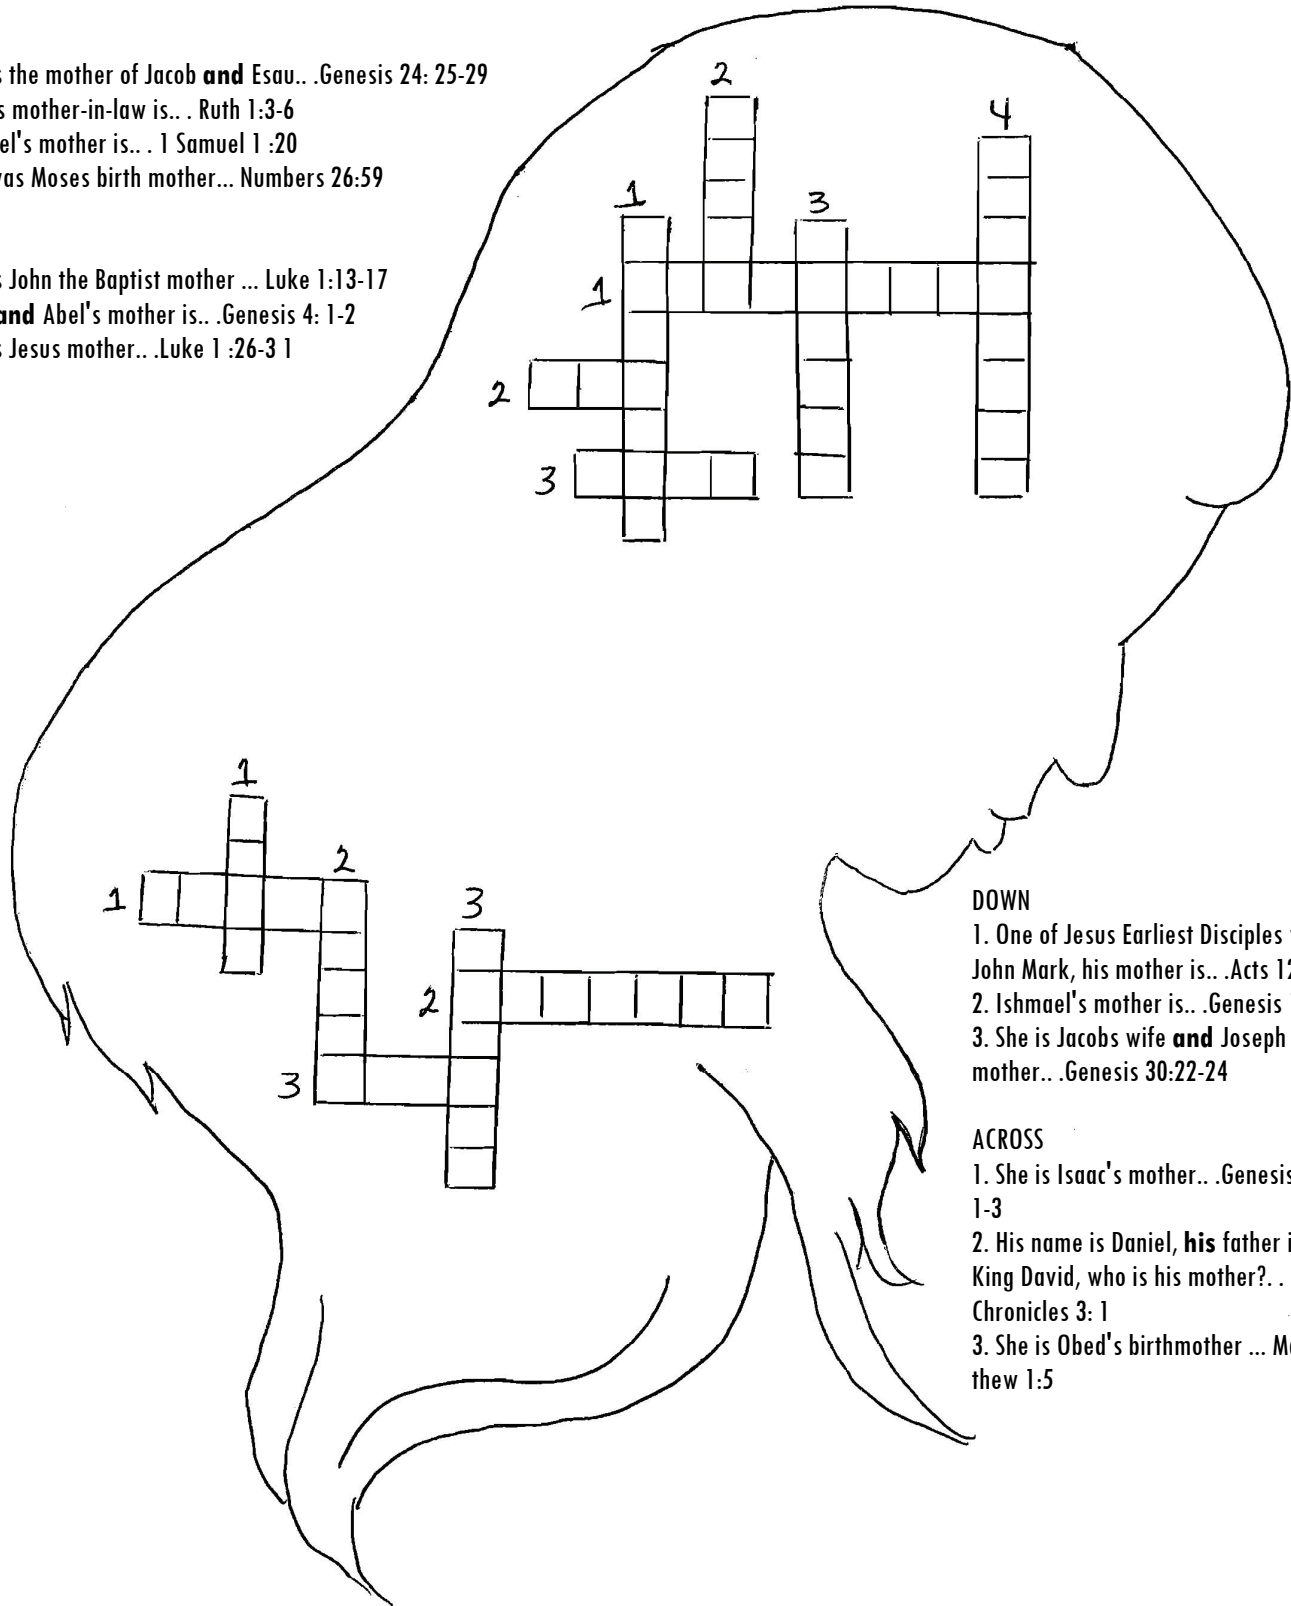 s the mother of Jacob and Esau.. .Genesis 24: 25-29
s mother-in-law is.. . Ruth 1:3-6
el's mother is.. . 1 Samuel 1 :20
was Moses birth mother... Numbers 26:59
s John the Baptist mother ... Luke 1:13-17
and Abel's mother is.. .Genesis 4: 1-2
s Jesus mother.. .Luke 1 :26-3 1
2
4
1
3
1
2
3
1
2
1
3
2
3
DOWN
1. One of Jesus Earliest Disciples
John Mark, his mother is.. .Acts 12
2. Ishmael's mother is.. .Genesis
3. She is Jacobs wife and Joseph
mother.. .Genesis 30:22-24
ACROSS
1. She is Isaac's mother.. .Genesis
1-3
2. His name is Daniel, his father i
King David, who is his mother?. .
Chronicles 3: 1
3. She is Obed's birthmother ... M
thew 1:5